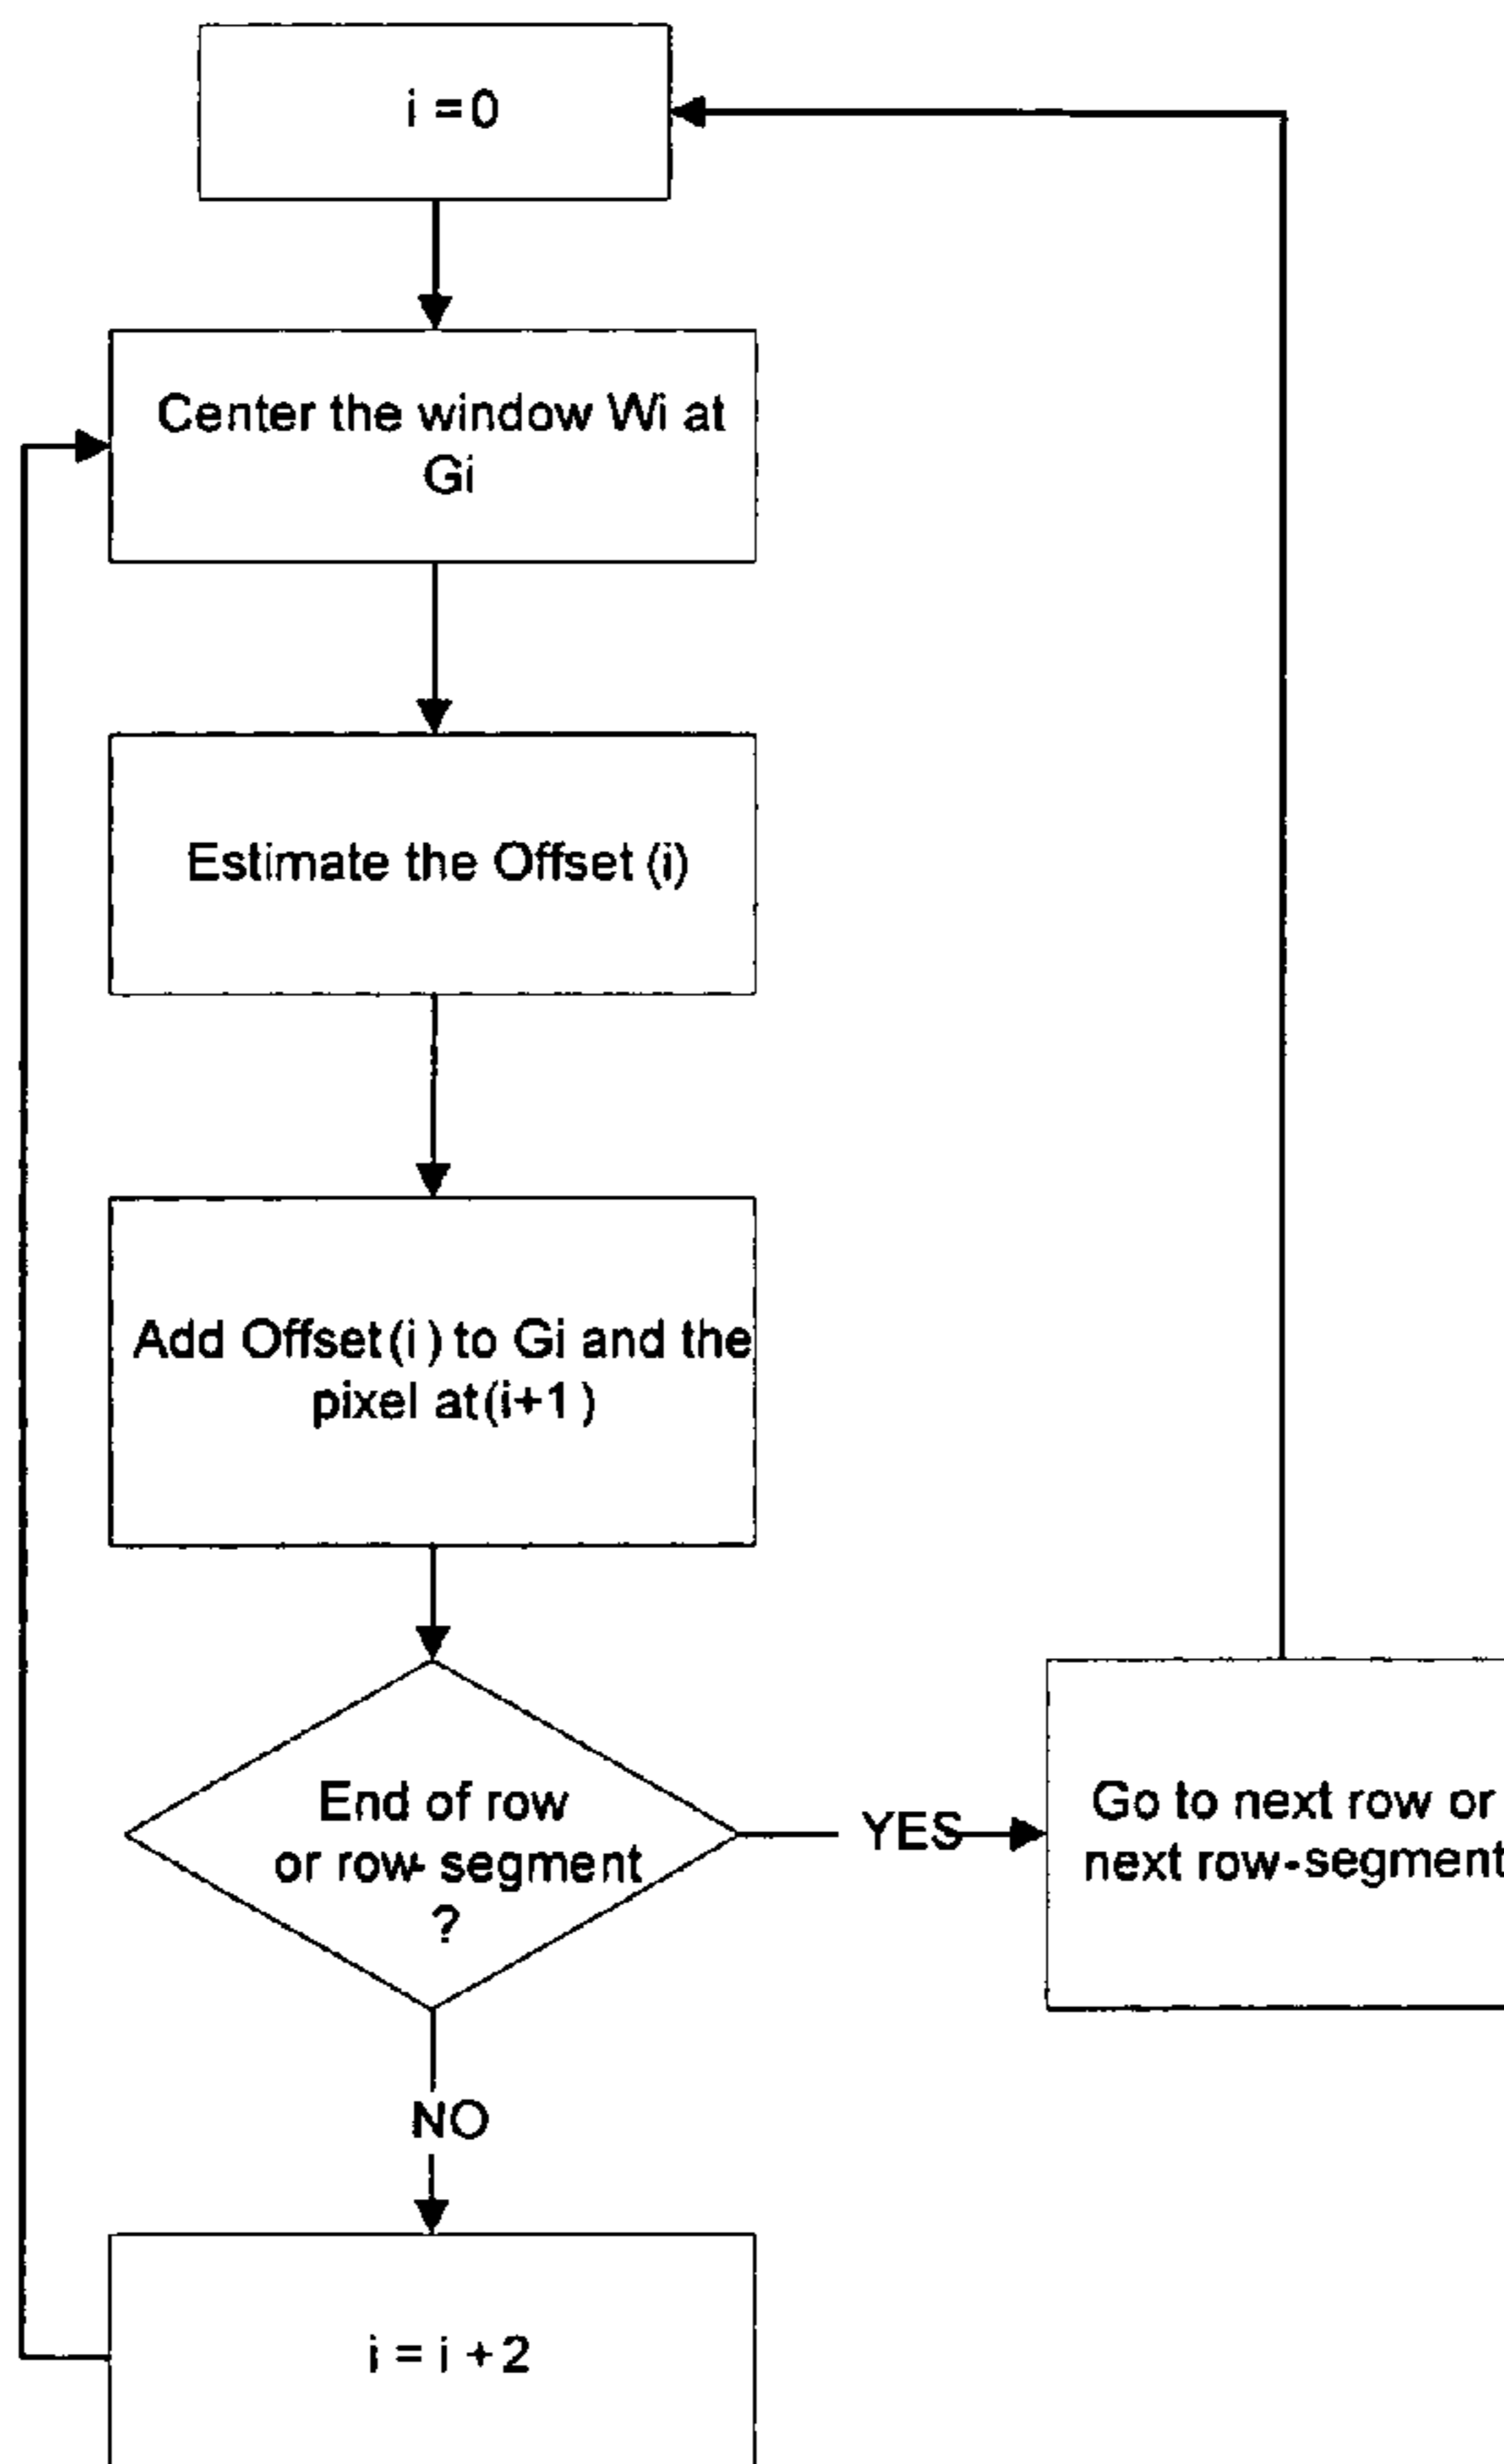 i = 0
Center the window Wi at
Gi
Estimate the Offset (i)
Add Offset (i) to Gi and the
pixel at (i+1)
End of row
or row- segment
?
YES
Go to next row or
next row-segment
NO
i = i + 2